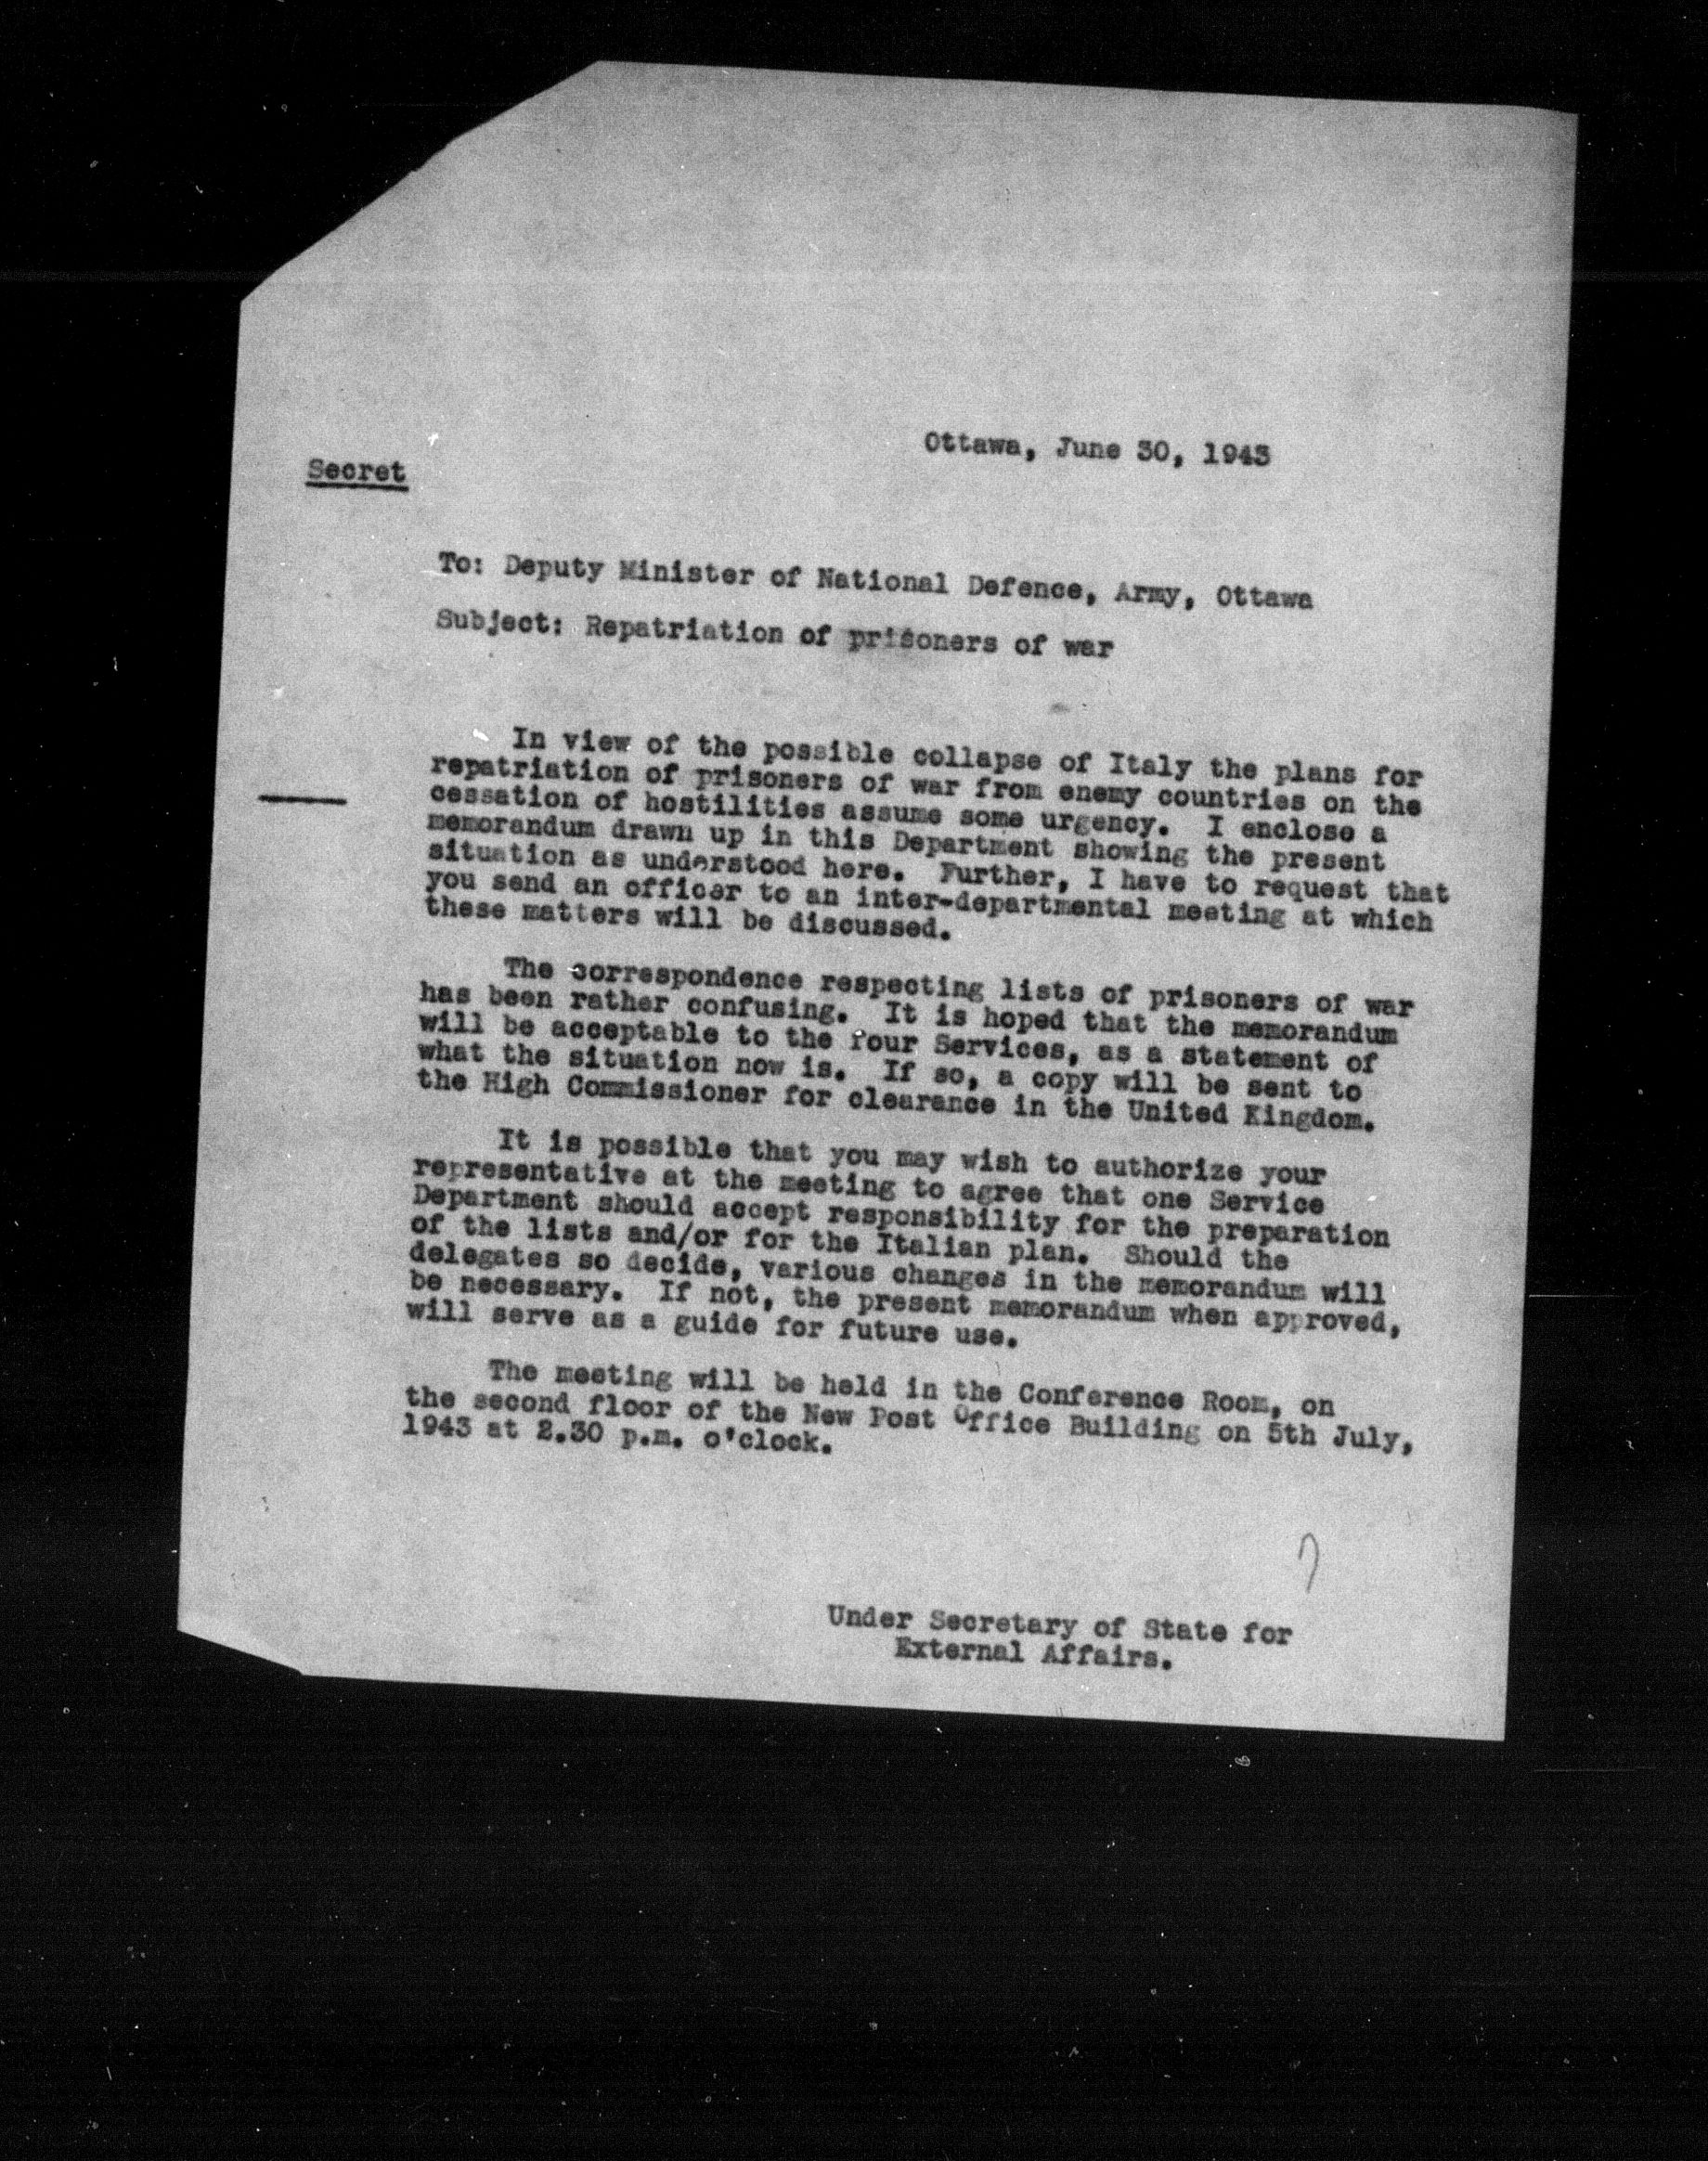 Ottawa, June 30, 1943
Secret
To: Deputy Minister of National Defence, Army, Ottawa
Subject: Repatriation of prisoners of war
In view of the possible collapse of Italy the plans for
repatriation of prisoners of war from enemy countries on the
cessation of hostilities assume some urgency. I enclose a
memorandum drawn up in this Department showing the present
situation as understood here. Further, I have to request that
you send an officer to an inter-departmental meeting at which
these matters will be discussed.
The correspondence respecting lists of prisoners of war
has been rather confusing. It is hoped that the memorandum
will be acceptable to the four Services, as a statement of
what the situation now is. If so, a copy will be sent to
the High Commissioner for clearance in the United Kingdom.
It is possible that you may wish to authorize your
representative at the meeting to agree that one Service
Department should accept responsibility for the preparation
of the lists and/or for the Italian plan. Should the
delegates so decide, various changes in the memorandum will
be necessary. If not, the present memorandum when approved,
will serve as a guide for future use.
The meeting will be held in the Conference Room, on
the second floor of the New Post Office Building on 5th July,
1943 at 2.30 p.m. o'clock.
Under Secretary of State for
External Affairs.